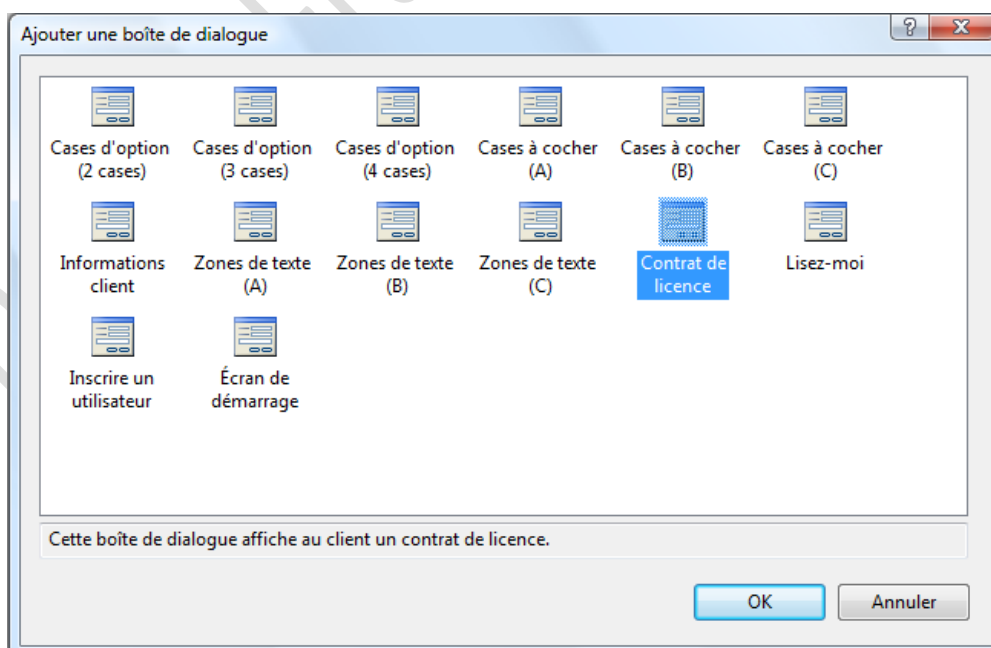 Ajouter une boîte de dialogue
Cases d'option Cases d'option Cases d'option Cases à cocher Cases à cocher Cases à cocher
(2 cases) (3 cases) (4 cases) (A) (B) (C)
Informations Zones de texte Zones de texte Zones de texte Contrat de Lisez-moi
client (A) (B) (C) licence
Inscrire un Écran de
utilisateur démarrage
Cette boîte de dialogue affiche au client un contrat de licence.
OK Annuler